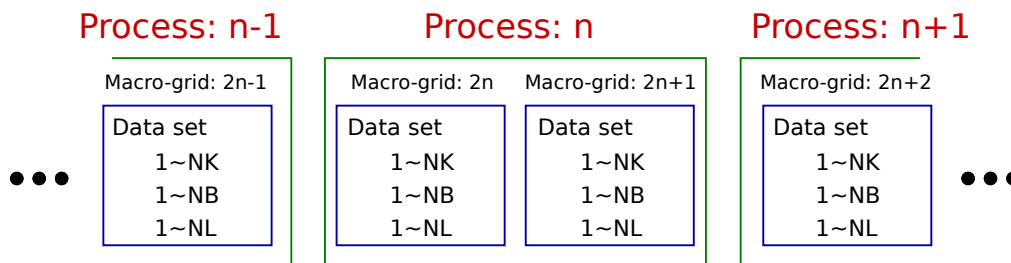 Process: n-1
Process: n
Process: n+1
Macro-grid: 2n-1
Macro-grid: 2n
Macro-grid: 2n+1
Macro-grid: 2n+2
Data set
1~NK
1~NB
1~NL
Data set
1~NK
1~NB
1~NL
Data set
1~NK
1~NB
1~NL
Data set
1~NK
1~NB
1~NL